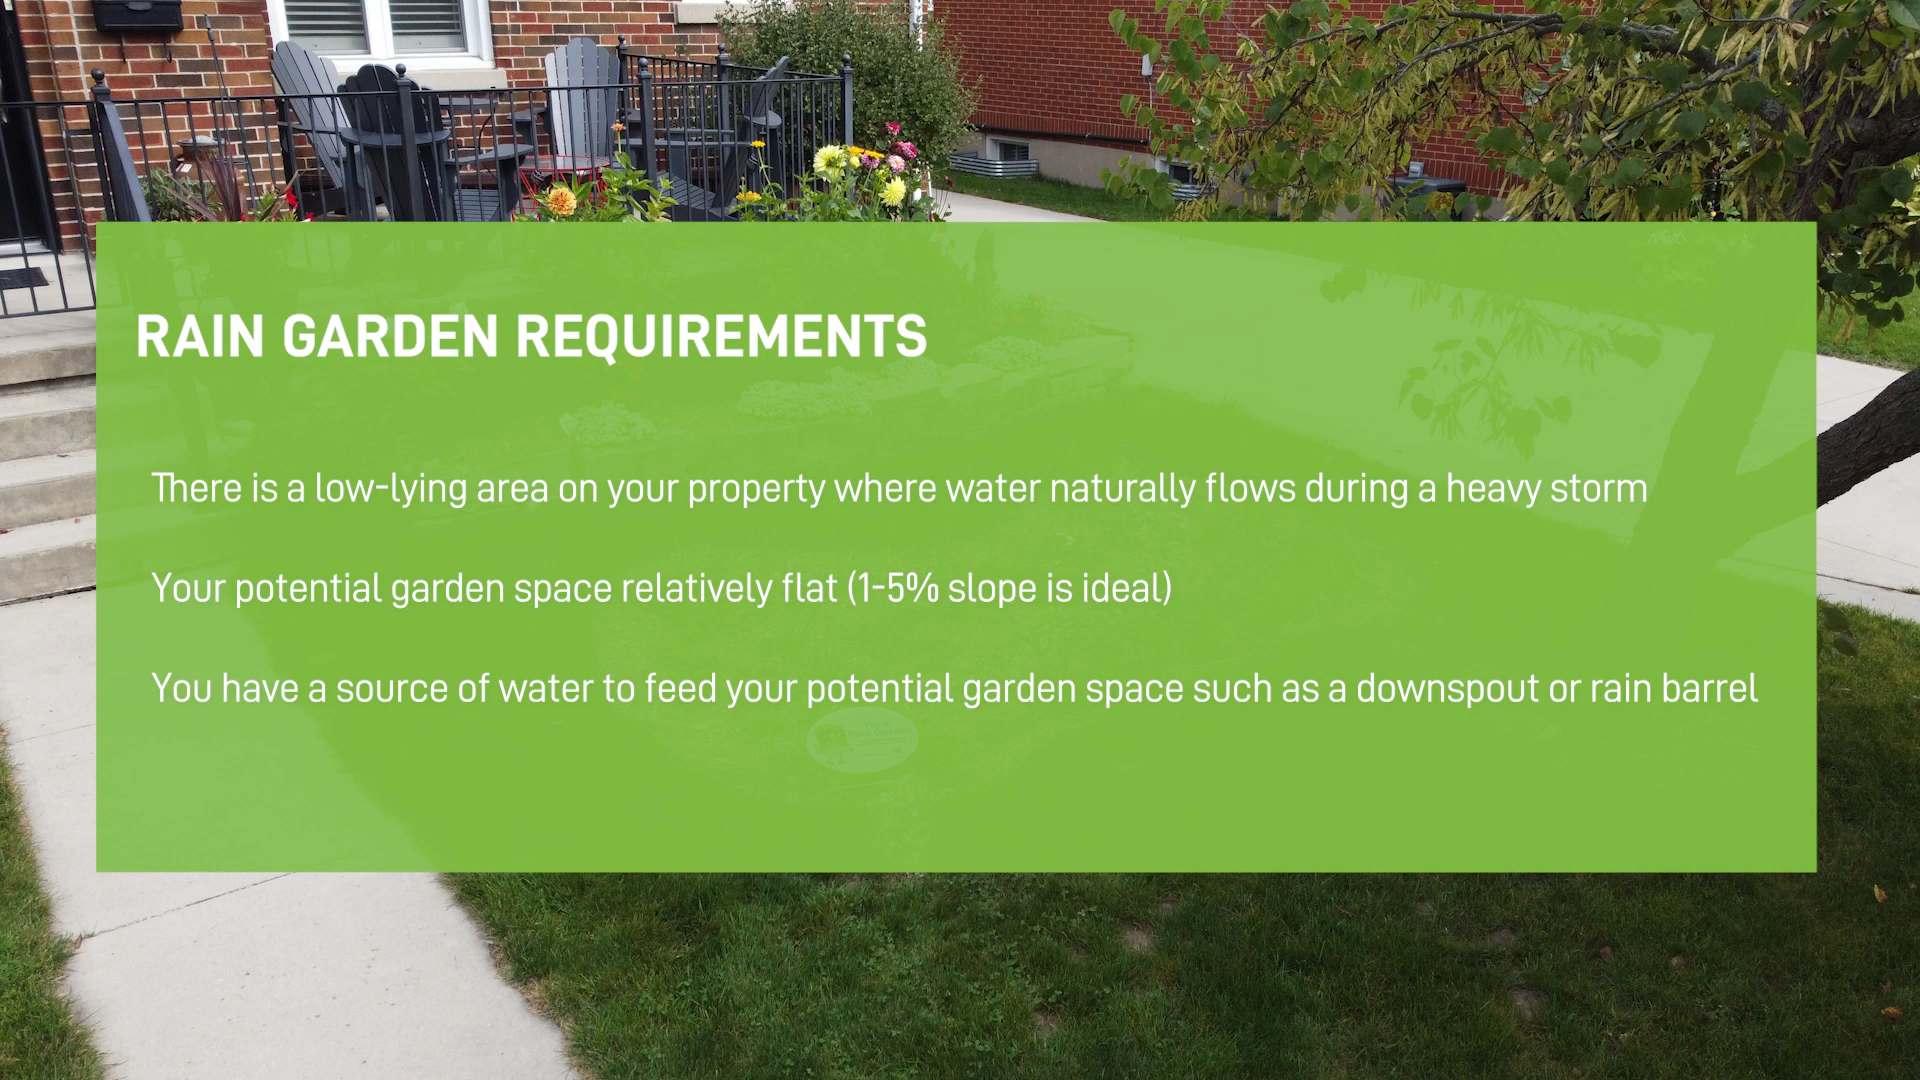 RAIN GARDEN REQUIREMENTS
There is a low-lying area on your property where water naturally flows during a heavy storm
Your potential garden space relatively flat (1-5% slope is ideal)
You have a source of water to feed your potential garden space such as a downspout or rain barrel